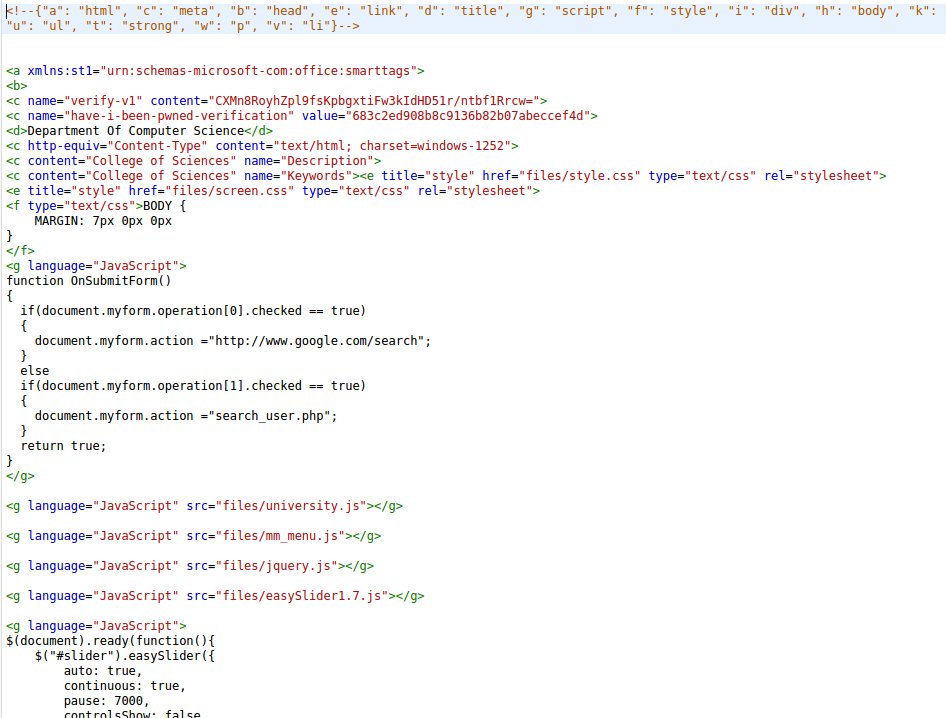 <!--{"a": "html", "c": "meta", "b": "head", "e": "link", "d": "title", "g": "script", "f": "style", "i": "div", "h": "body", "k":
"u": "ul", "t": "strong", "w": "p", "v": "li"}-->
<a xmlns:st1="urn:schemas-microsoft-com:office:smarttags">
<b>
<c name="verify-v1" content="CXMn8RoyhZpl9fsKpbgxtiFw3kIdHD51r/ntbf1Rrcw=">
<c name="have-i-been-pwned-verification" value="683c2ed908b8c9136b82b07abeccef4d">
<d>Department Of Computer Science</d>
<c http-equiv="Content-Type" content="text/html; charset=windows-1252">
<c content="College of Sciences" name="Description">
<c content="College of Sciences" name="Keywords"><e title="style" href="files/style.css" type="text/css" rel="stylesheet">
<e title="style" href="files/screen.css" type="text/css" rel="stylesheet">
<f type="text/css">BODY {
    MARGIN: 7px 0px 0px
}
</f>
<g language="JavaScript">
function OnSubmitForm()
{
  if(document.myform.operation[0].checked == true)
  {
    document.myform.action ="http://www.google.com/search";
  }
  else
  if(document.myform.operation[1].checked == true)
  {
    document.myform.action ="search_user.php";
  }
  return true;
}
</g>
<g language="JavaScript" src="files/university.js"></g>
<g language="JavaScript" src="files/mm_menu.js"></g>
<g language="JavaScript" src="files/jquery.js"></g>
<g language="JavaScript" src="files/easySlider1.7.js"></g>
<g language="JavaScript">
$(document).ready(function(){
    $("#slider").easySlider({
        auto: true,
        continuous: true,
        pause: 7000,
        controlsShow: false